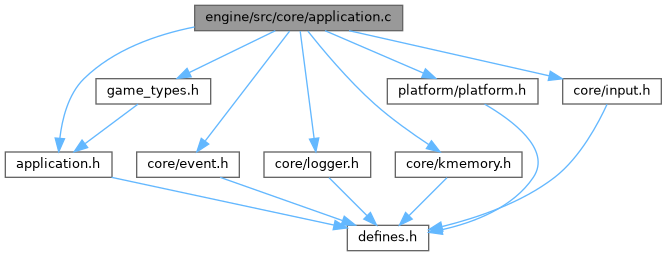 engine/src/core/application.c
game_types.h
platform/platform.h
core/input.h
application.h
core/event.h
core/logger.h
core/kmemory.h
defines.h